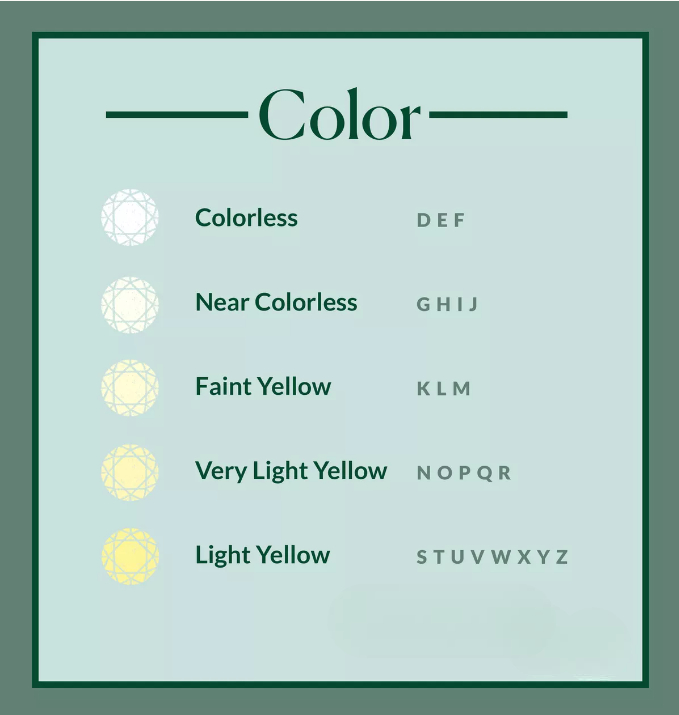 Color
Colorless D E F
Near Colorless G H I J
Faint Yellow K L M
Very Light Yellow N O P Q R
Light Yellow S T U V W X Y Z